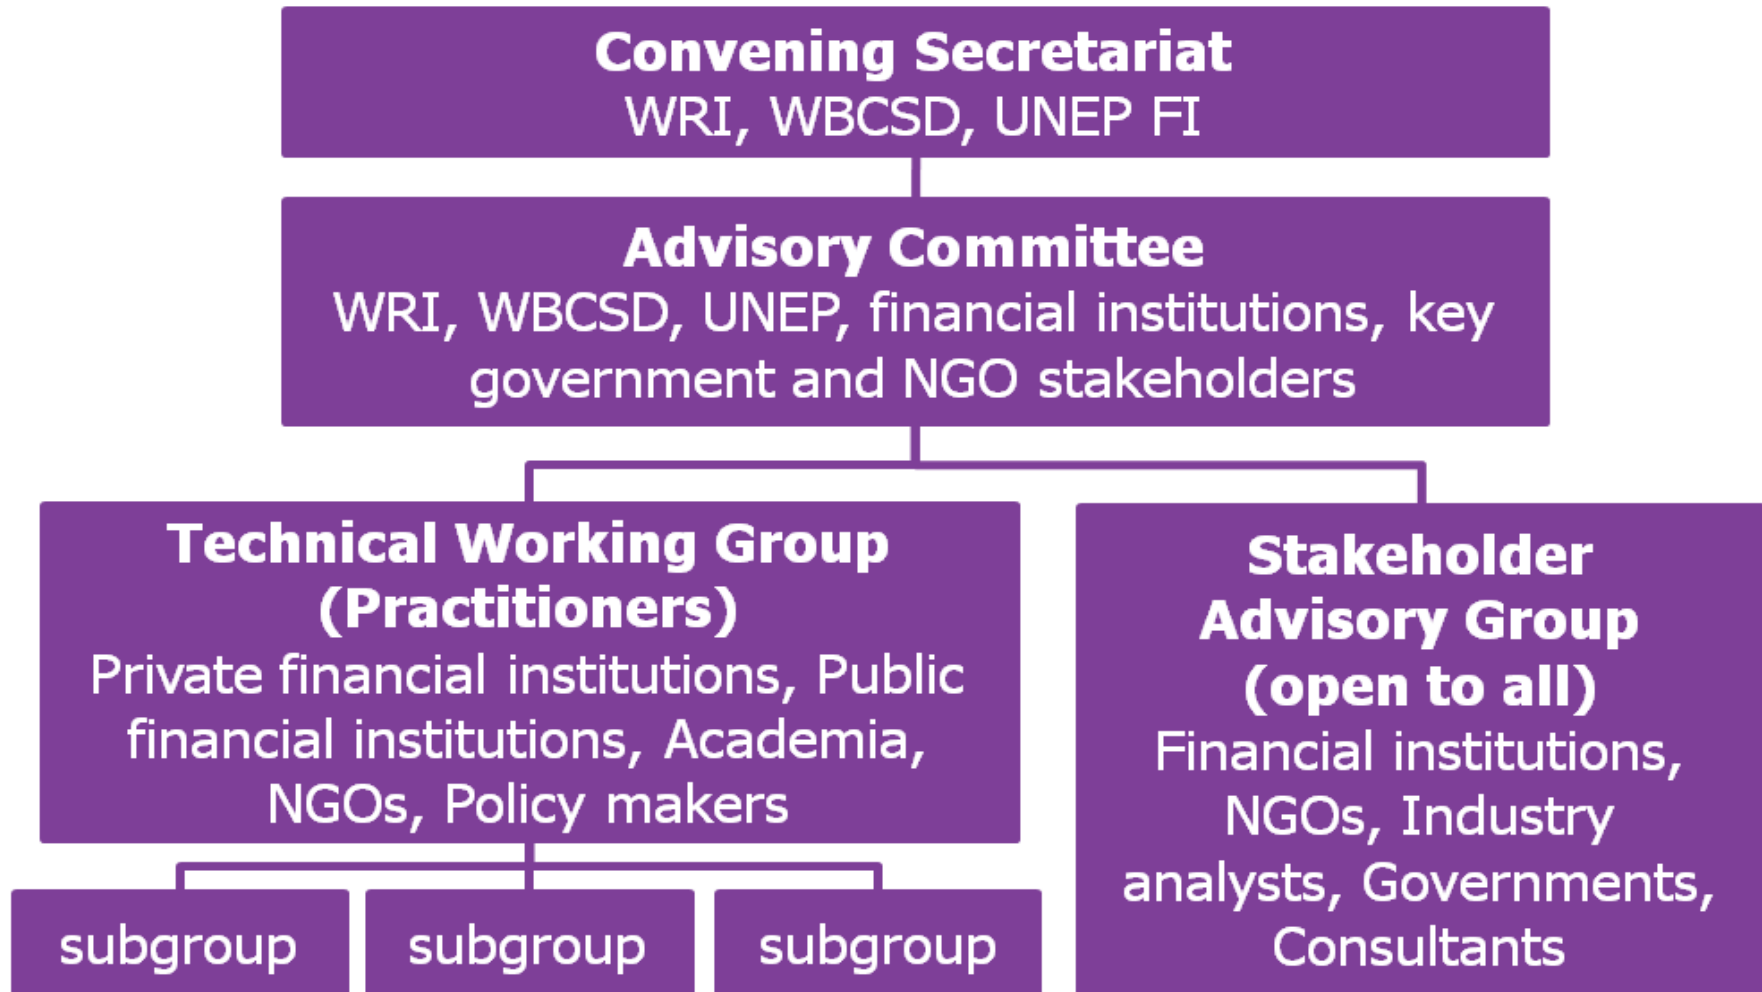 Convening Secretariat
WRI, WBCSD, UNEP FI
Advisory Committee
WRI, WBCSD, UNEP, financial institutions, key
government and NGO stakeholders
Technical Working Group
(Practitioners)
Private financial institutions, Public
financial institutions, Academia,
NGOs, Policy makers
subgroup
subgroup
subgroup
Stakeholder
Advisory Group
(open to all)
Financial institutions,
NGOs, Industry
analysts, Governments,
Consultants